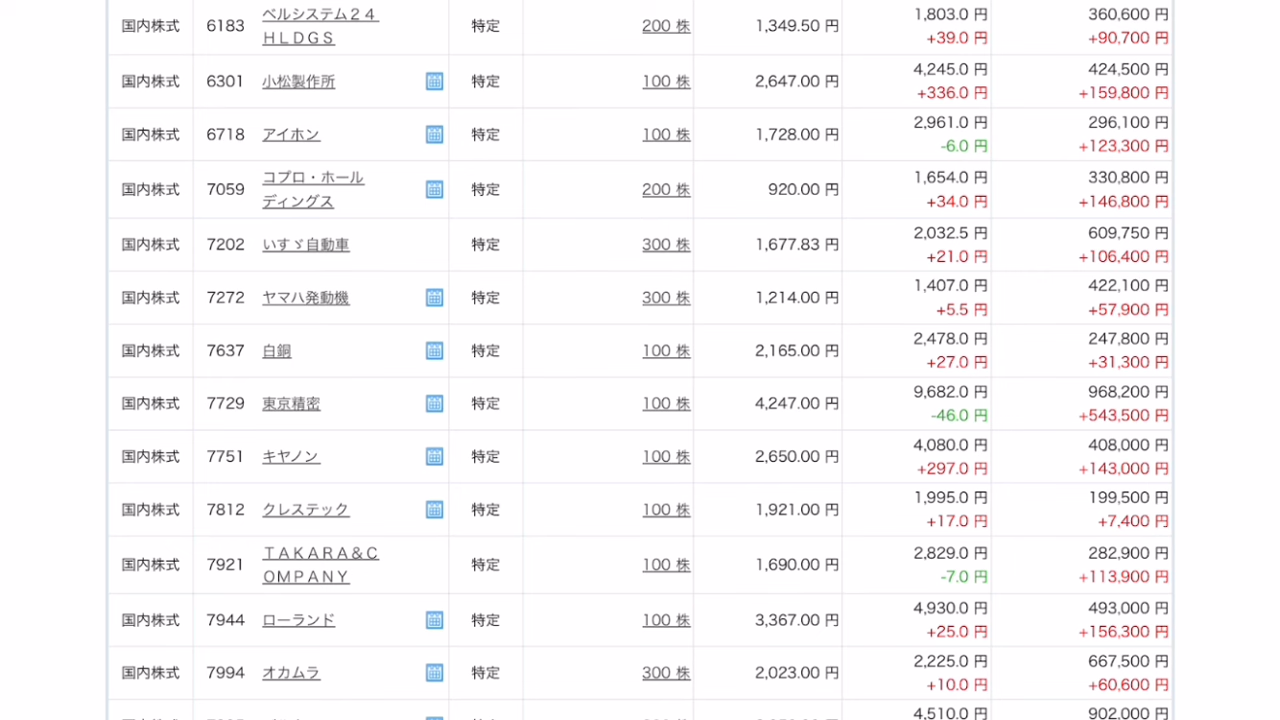 国内株式 6183 ベルシステム２４ＨＬＤＧＳ 特定 200 株 1,349.50 円 1,803.0 円 360,600 円
+39.0 円 +90,700 円
国内株式 6301 小松製作所 特定 100 株 2,647.00 円 4,245.0 円 424,500 円
+336.0 円 +159,800 円
国内株式 6718 アイホン 特定 100 株 1,728.00 円 2,961.0 円 296,100 円
-6.0 円 +123,300 円
国内株式 7059 コプロ・ホールディングス 特定 200 株 920.00 円 1,654.0 円 330,800 円
+34.0 円 +146,800 円
国内株式 7202 いすゞ自動車 特定 300 株 1,677.83 円 2,032.5 円 609,750 円
+21.0 円 +106,400 円
国内株式 7272 ヤマハ発動機 特定 300 株 1,214.00 円 1,407.0 円 422,100 円
+5.5 円 +57,900 円
国内株式 7637 白銅 特定 100 株 2,165.00 円 2,478.0 円 247,800 円
+27.0 円 +31,300 円
国内株式 7729 東京精密 特定 100 株 4,247.00 円 9,682.0 円 968,200 円
-46.0 円 +543,500 円
国内株式 7751 キヤノン 特定 100 株 2,650.00 円 4,080.0 円 408,000 円
+297.0 円 +143,000 円
国内株式 7812 クレステック 特定 100 株 1,921.00 円 1,995.0 円 199,500 円
+17.0 円 +7,400 円
国内株式 7921 ＴＡＫＡＲＡ＆ＣＯＭＰＡＮＹ 特定 100 株 1,690.00 円 2,829.0 円 282,900 円
-7.0 円 +113,900 円
国内株式 7944 ローランド 特定 100 株 3,367.00 円 4,930.0 円 493,000 円
+25.0 円 +156,300 円
国内株式 7994 オカムラ 特定 300 株 2,023.00 円 2,225.0 円 667,500 円
+10.0 円 +60,600 円
4,510.0 円 902,000 円